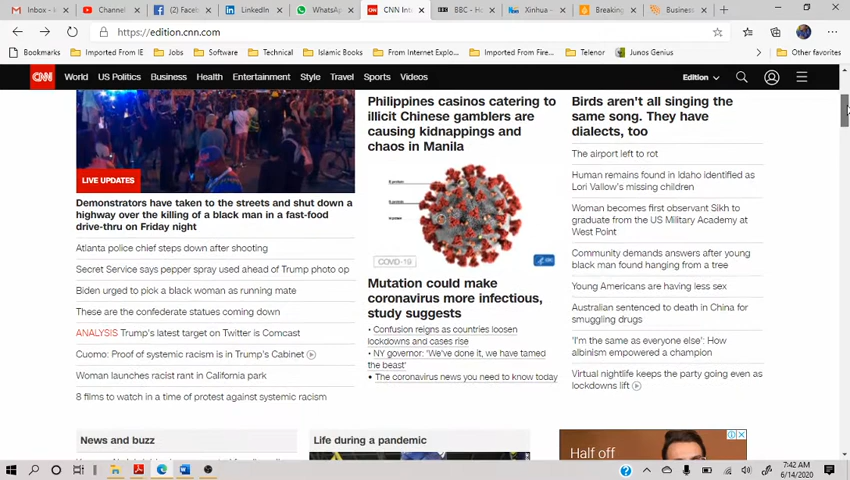 Inbox - ir
Channel
(2) Faceb
LinkedIn
WhatsAp
CNN Int
BBC - Ho
Xinhua –
Breaking
Business
https://edition.cnn.com
Bookmarks
Imported From IE
Jobs
Software
Technical
Islamic Books
From Internet Explo...
Imported From Fire...
Telenor
Junos Genius
Other favorites
CNN
World
US Politics
Business
Health
Entertainment
Style
Travel
Sports
Videos
Edition
LIVE UPDATES
Demonstrators have taken to the streets and shut down a
highway over the killing of a black man in a fast-food
drive-thru on Friday night
Atlanta police chief steps down after shooting
Secret Service says pepper spray used ahead of Trump photo op
Biden urged to pick a black woman as running mate
These are the confederate statues coming down
ANALYSIS Trump's latest target on Twitter is Comcast
Cuomo: Proof of systemic racism is in Trump's Cabinet
Woman launches racist rant in California park
8 films to watch in a time of protest against systemic racism
Philippines casinos catering to
illicit Chinese gamblers are
causing kidnappings and
chaos in Manila
COVID-19
Mutation could make
coronavirus more infectious,
study suggests
• Confusion reigns as countries loosen
lockdowns and cases rise
• NY governor: 'We've done it, we have tamed
the beast'
• The coronavirus news you need to know today
Birds aren't all singing the
same song. They have
dialects, too
The airport left to rot
Human remains found in Idaho identified as
Lori Vallow's missing children
Woman becomes first observant Sikh to
graduate from the US Military Academy at
West Point
Community demands answers after young
black man found hanging from a tree
Young Americans are having less sex
Australian sentenced to death in China for
smuggling drugs
'I'm the same as everyone else': How
albinism empowered a champion
Virtual nightlife keeps the party going even as
lockdowns lift
News and buzz
Life during a pandemic
Half off
7:42 AM
6/14/2020